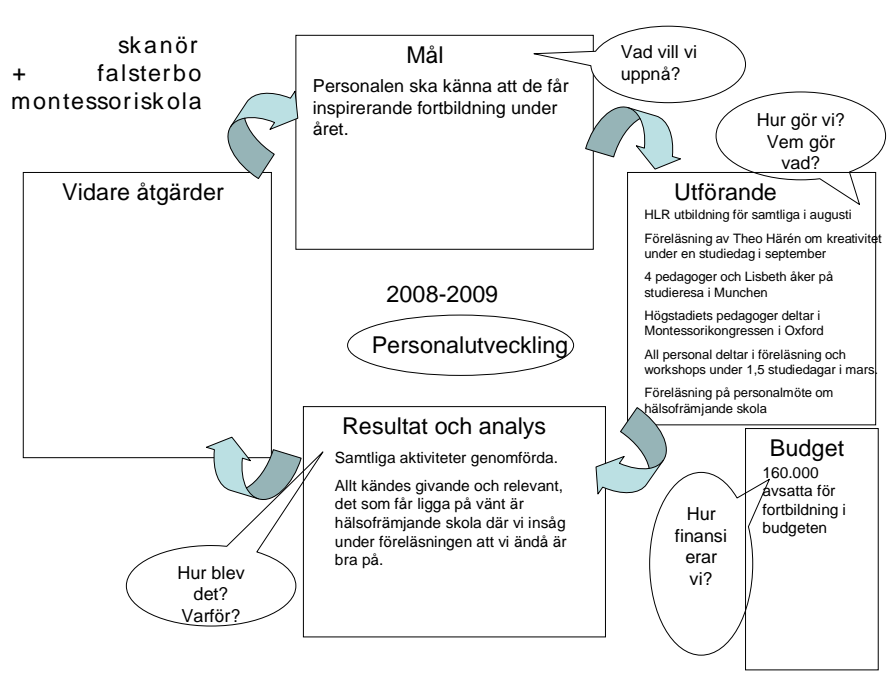 skanör
+ falsterbo
montessoriskola
Mål
Personalen ska känna att de får
inspirerande fortbildning under
året.
Vad vill vi
uppnå?
Hur gör vi?
Vem gör
vad?
Vidare åtgärder
Utförande
HLR utbildning för samtliga i augusti
Föreläsning av Theo Härén om kreativitet
under en studiedag i september
4 pedagoger och Lisbeth åker på
studieresa i Munchen
Högstadiets pedagoger deltar i
Montessorikongressen i Oxford
All personal deltar i föreläsning och
workshops under 1,5 studiedagar i mars.
Föreläsning på personalmöte om
hälsofrämjande skola
2008-2009
Personalutveckling
Resultat och analys
Samtliga aktiviteter genomförda.
Allt kändes givande och relevant,
det som får ligga på vänt är
hälsofrämjande skola där vi insåg
under föreläsningen att vi ändå är
bra på.
Hur blev
det?
Varför?
Budget
160.000
avsatta för
fortbildning i
budgeten
Hur
finansi
erar
vi?